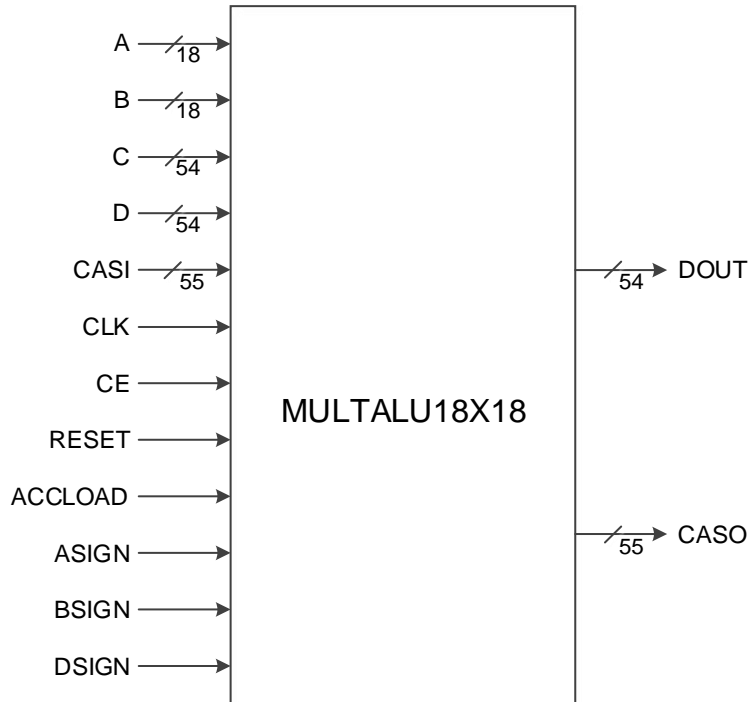 A
18
B
18
C
54
D
54
CASI
55
CLK
CE
RESET
ACCLOAD
ASIGN
BSIGN
DSIGN
MULTALU18X18
54
DOUT
55
CASO